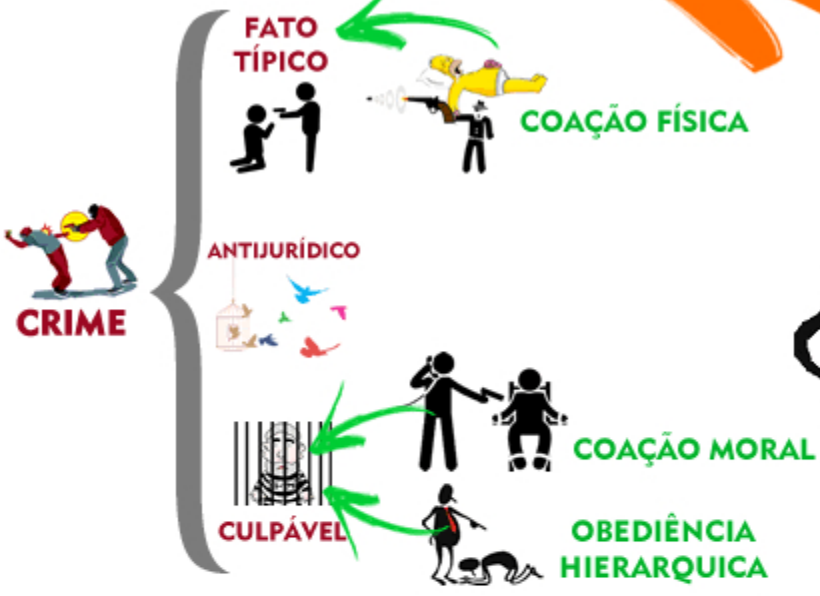 FATO
TÍPICO
COAÇÃO FÍSICA
ANTIJURÍDICO
CRIME
COAÇÃO MORAL
CULPÁVEL
OBEDIÊNCIA
HIERARQUICA